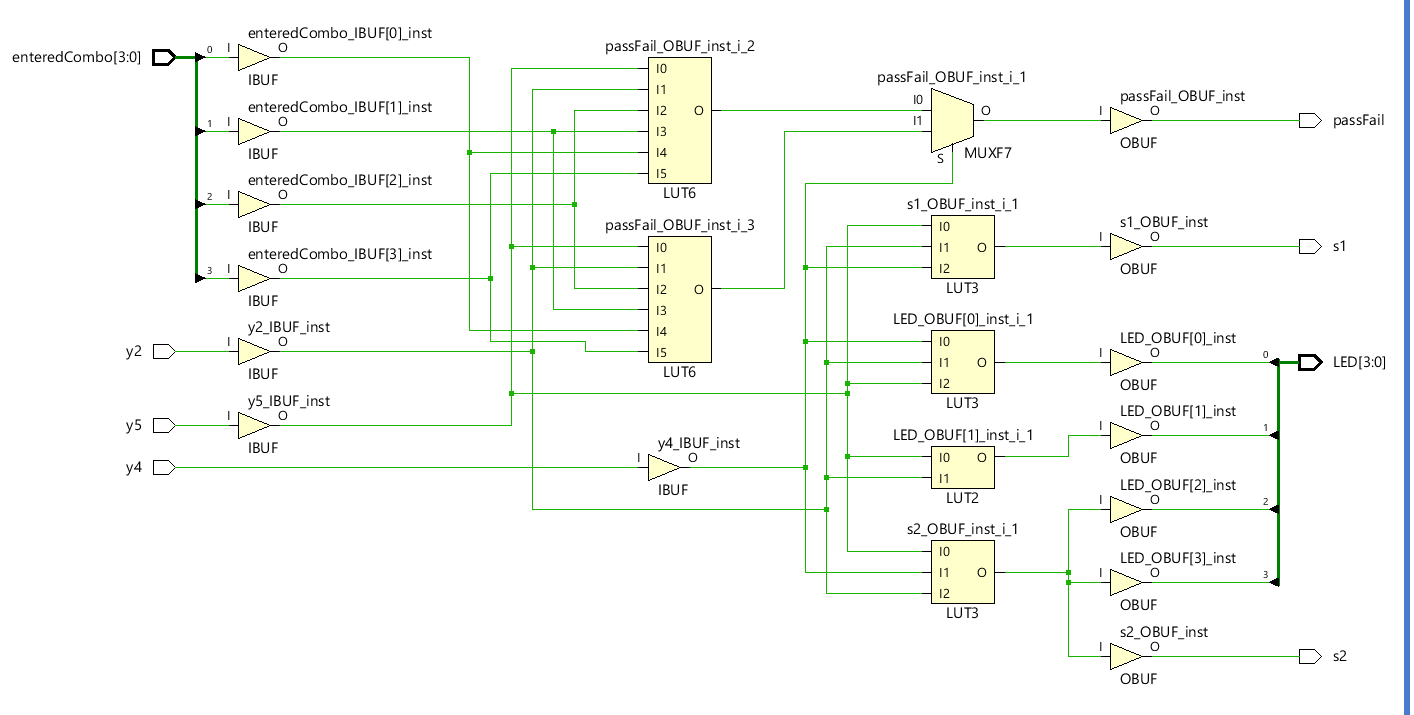 enteredCombo_IBUF[0]_inst
enteredCombo[3:0]
0
I
O
IBUF
enteredCombo_IBUF[1]_inst
1
I
O
IBUF
enteredCombo_IBUF[2]_inst
2
I
O
IBUF
enteredCombo_IBUF[3]_inst
3
I
O
IBUF
y2_IBUF_inst
y2
I
O
IBUF
y5_IBUF_inst
y5
I
O
IBUF
y4
y4_IBUF_inst
I
O
IBUF
passFail_OBUF_inst_i_2
I0
I1
I2
O
I3
I4
I5
LUT6
passFail_OBUF_inst_i_3
I0
I1
I2
O
I3
I4
I5
LUT6
passFail_OBUF_inst_i_1
I0
I1
O
S
MUXF7
s1_OBUF_inst_i_1
I0
I1
O
I2
LUT3
LED_OBUF[0]_inst_i_1
I0
I1
O
I2
LUT3
LED_OBUF[1]_inst_i_1
I0
O
I1
LUT2
s2_OBUF_inst_i_1
I0
I1
O
I2
LUT3
passFail_OBUF_inst
I
O
passFail
OBUF
s1_OBUF_inst
I
O
s1
OBUF
LED_OBUF[0]_inst
I
O
0
LED[3:0]
OBUF
LED_OBUF[1]_inst
I
O
1
OBUF
LED_OBUF[2]_inst
I
O
2
OBUF
LED_OBUF[3]_inst
I
O
3
OBUF
s2_OBUF_inst
I
O
s2
OBUF